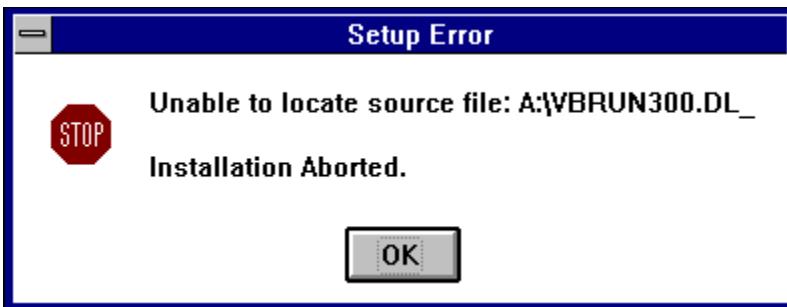 Setup Error
Unable to locate source file: A:\VBRUN300.DL_
STOP
Installation Aborted.
OK